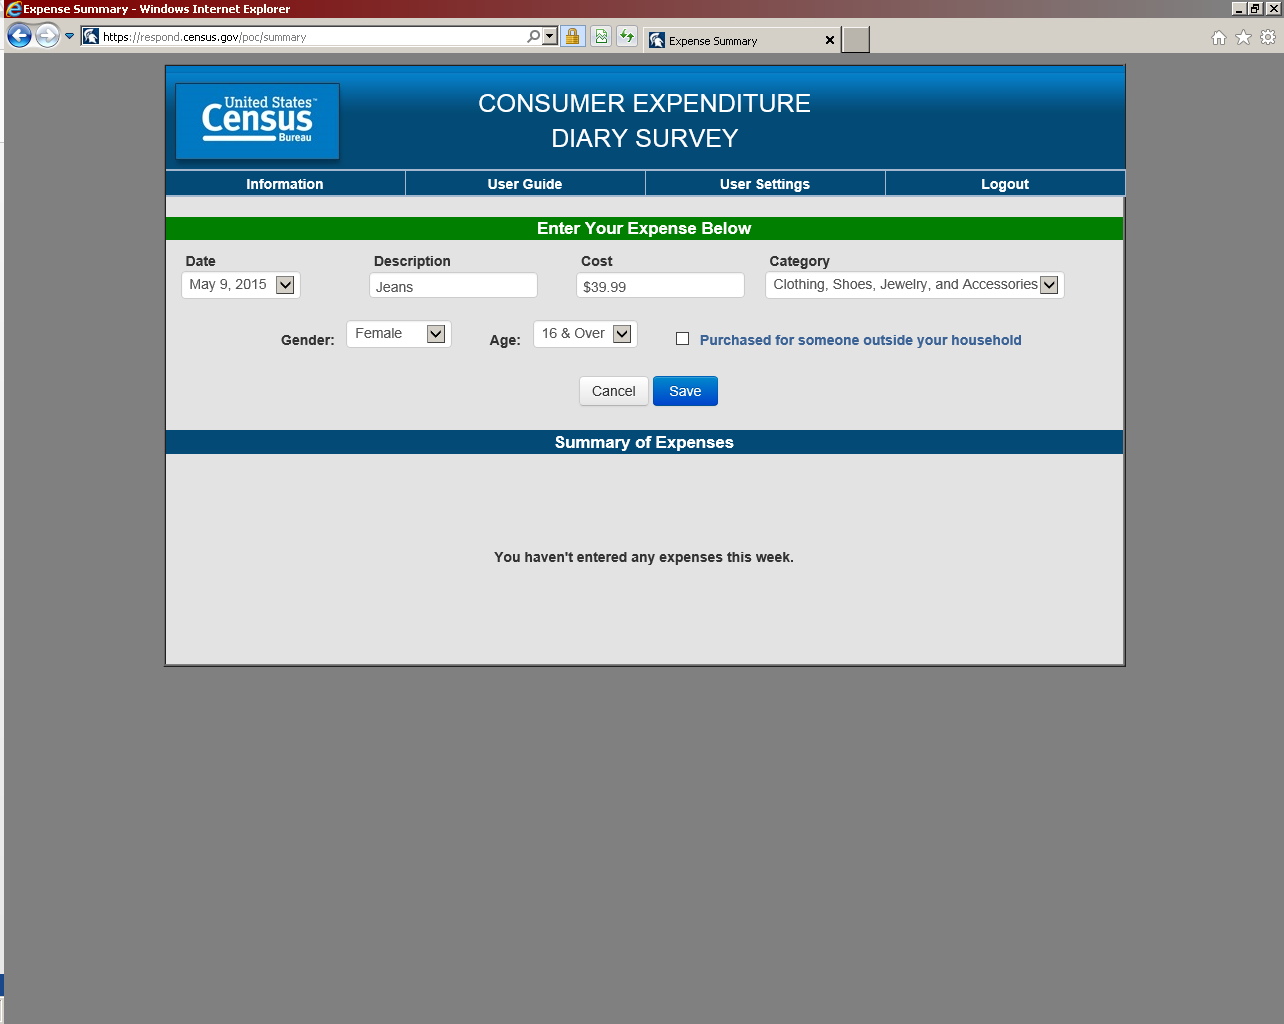 Expense Summary - Windows Internet Explorer
https://respond.census.gov/poc/summary
Expense Summary
United States™
Census
Bureau
CONSUMER EXPENDITURE
DIARY SURVEY
Information User Guide User Settings Logout
Enter Your Expense Below
Date Description Cost Category
May 9, 2015 Jeans $39.99 Clothing, Shoes, Jewelry, and Accessories
Gender: Female Age: 16 & Over Purchased for someone outside your household
Cancel Save
Summary of Expenses
You haven't entered any expenses this week.